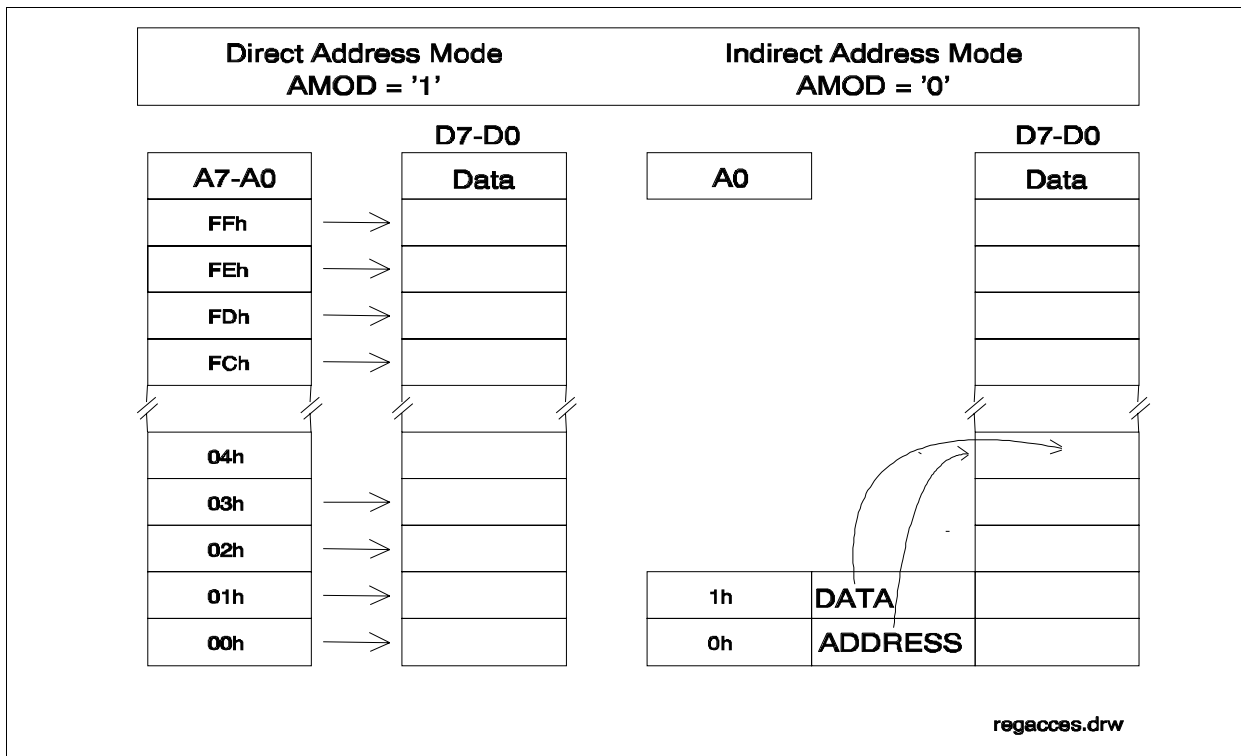 Direct Address Mode
AMOD = '1'
Indirect Address Mode
AMOD = '0'
D7-D0
D7-D0
A7-A0
Data
A0
Data
FFh
FEh
FDh
FCh
04h
03h
02h
01h
1h
DATA
00h
0h
ADDRESS
regacces.drw